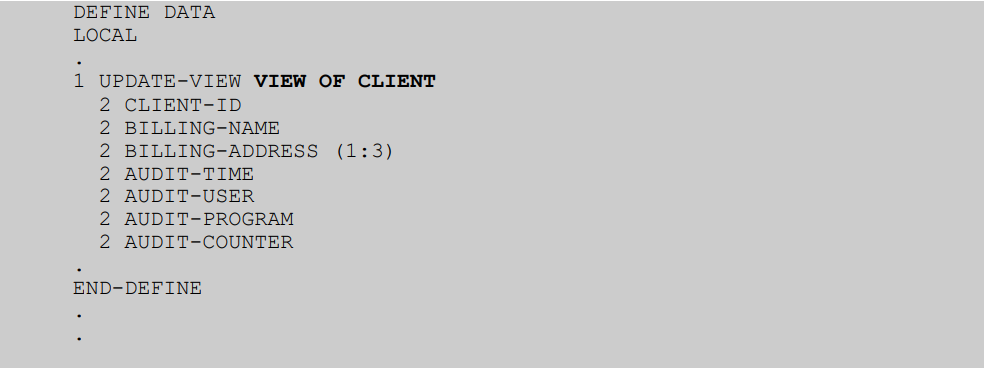 DEFINE DATA
LOCAL
.
1 UPDATE-VIEW VIEW OF CLIENT
2 CLIENT-ID
2 BILLING-NAME
2 BILLING-ADDRESS (1:3)
2 AUDIT-TIME
2 AUDIT-USER
2 AUDIT-PROGRAM
2 AUDIT-COUNTER
.
END-DEFINE
.
.